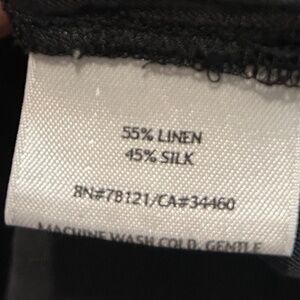 55% LINEN
45% SILK
RN#78121/CA#34460
MACHINE WASH COLD, GENTLE